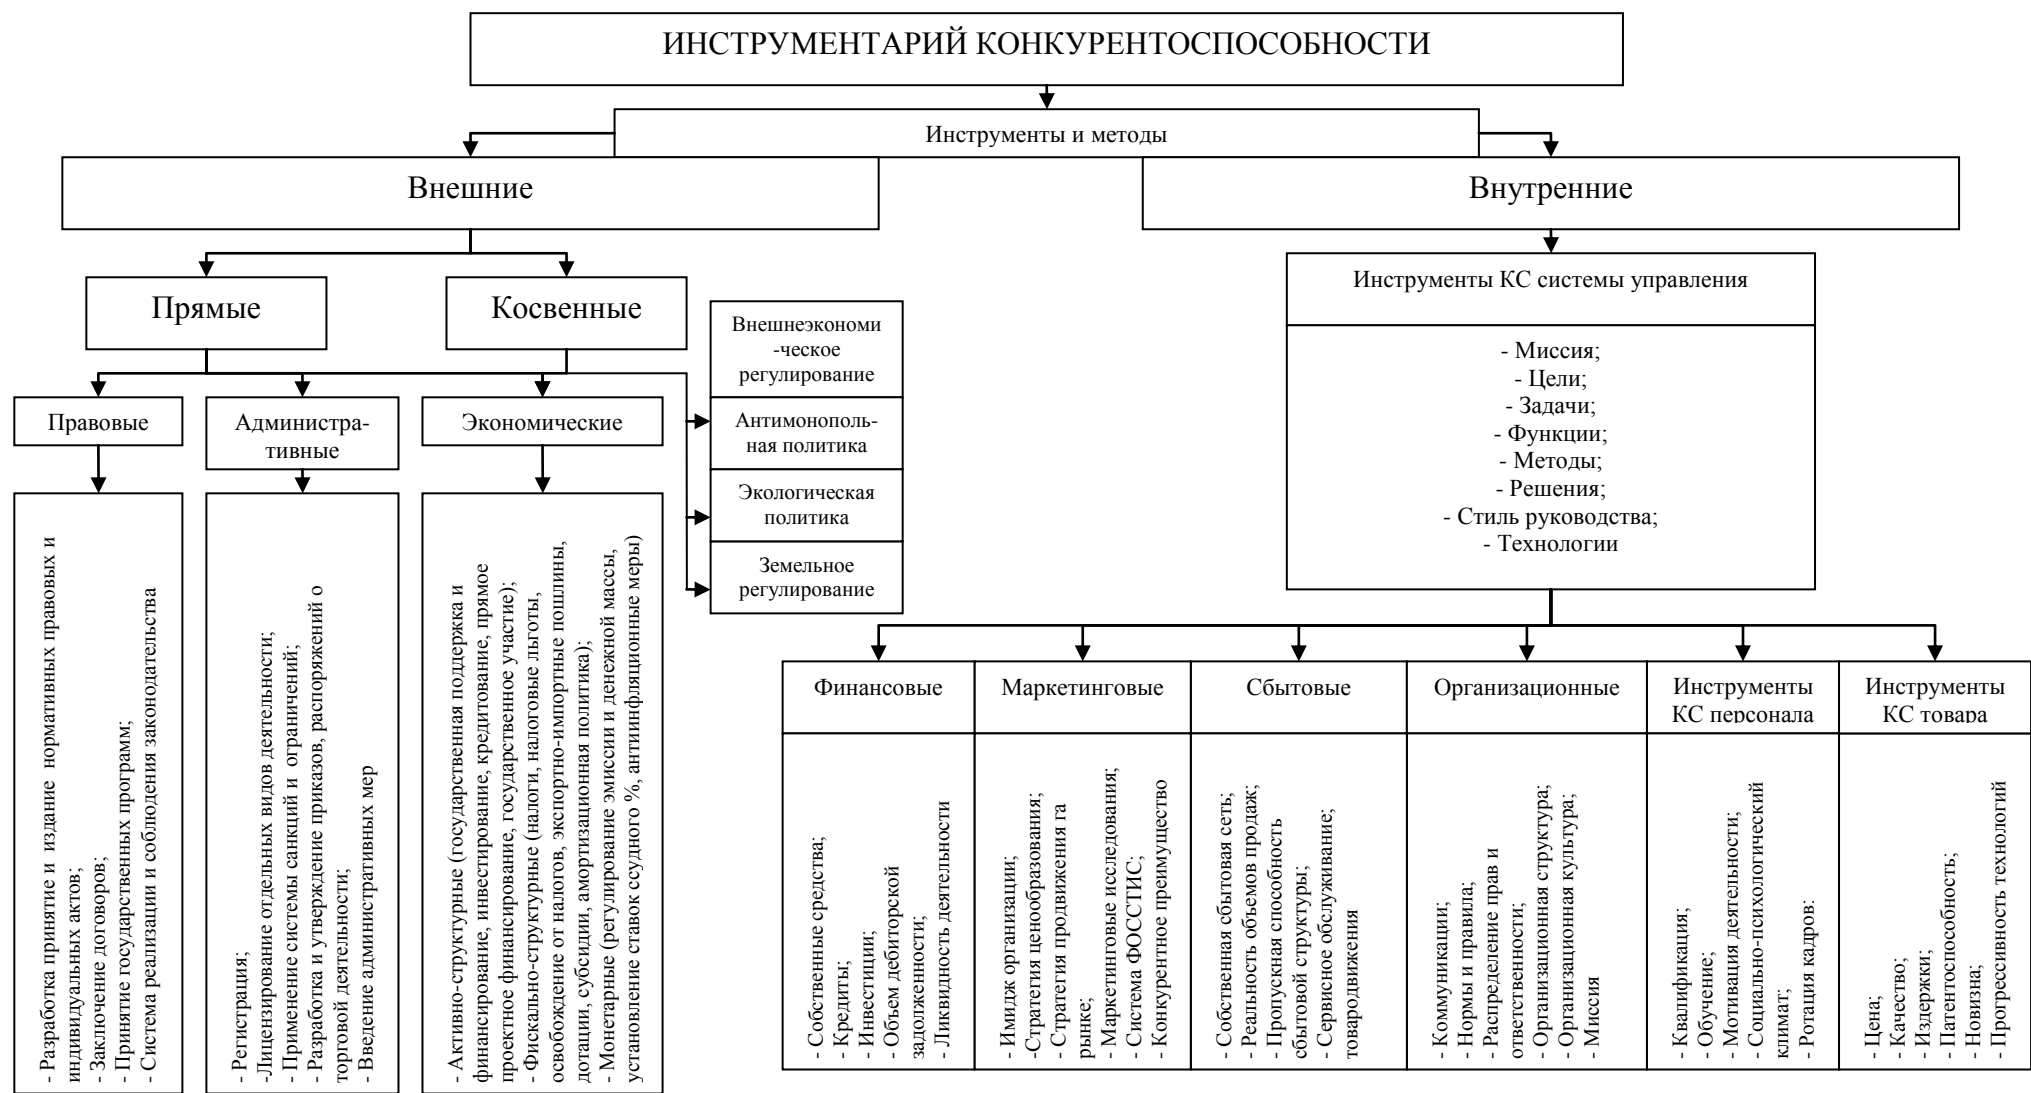 ИНСТРУМЕНТАРИЙ КОНКУРЕНТОСПОСОБНОСТИ
Инструменты и методы
Внешние
Внутренние
Прямые
Косвенные
Внешнеэкономи
-ческое
регулирование
Антимонополь-
ная политика
Экологическая
политика
Земельное
регулирование
Инструменты КС системы управления
- Миссия;
- Цели;
- Задачи;
- Функции;
- Методы;
- Решения;
- Стиль руководства;
- Технологии
Правовые
Администра-
тивные
Экономические
- Разработка принятие и издание нормативных правовых и
индивидуальных актов;
- Заключение договоров;
- Принятие государственных программ;
- Система реализации и соблюдения законодательства
- Регистрация;
-Лицензирование отдельных видов деятельности;
- Применение системы санкций и ограничений;
- Разработка и утверждение приказов, распоряжений о
торговой деятельности;
- Введение административных мер
- Активно-структурные (государственная поддержка и
финансирование, инвестирование, кредитование, прямое
проектное финансирование, государственное участие);
- Фискально-структурные (налоги, налоговые льготы,
освобождение от налогов, экспортно-импортные пошлины,
дотации, субсидии, амортизационная политика);
- Монетарные (регулирование эмиссии и денежной массы,
установление ставок ссудного %, антиинфляционные меры)
Финансовые
Маркетинговые
Сбытовые
Организационные
Инструменты
КС персонала
Инструменты
КС товара
- Собственные средства;
- Кредиты;
- Инвестиции;
- Объем дебиторской
задолженности;
- Ликвидность деятельности
- Имидж организации;
-Стратегия ценообразования;
- Стратегия продвижения га
рынке;
- Маркетинговые исследования;
- Система ФОССТИС;
- Конкурентное преимущество
- Собственная сбытовая сеть;
- Реальность объемов продаж;
- Пропускная способность
сбытовой структуры;
- Сервисное обслуживание;
товародвижения
- Коммуникации;
- Нормы и правила;
- Распределение прав и
ответственности;
- Организационная структура;
- Организационная культура;
- Миссия
- Квалификация;
- Обучение;
- Мотивация деятельности;
- Социально-психологический
климат;
- Ротация кадров:
- Цена;
- Качество;
- Издержки;
- Патентоспособность;
- Новизна;
- Прогрессивность технологий